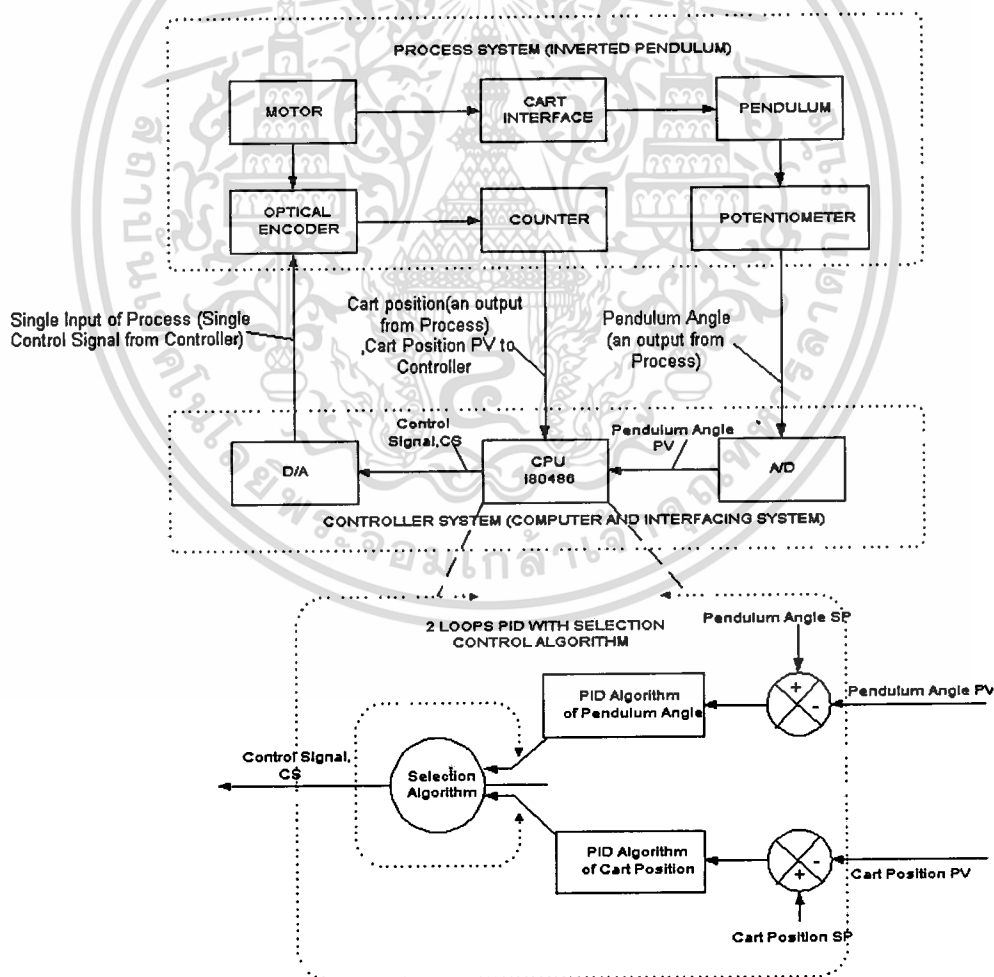 PROCESS SYSTEM (INVERTED PENDULUM)
MOTOR
CART
INTERFACE
PENDULUM
OPTICAL
ENCODER
COUNTER
POTENTIOMETER
Single Input of Process (Single
Control Signal from Controller)
Cart position(an output
from Process)
,Cart Position PV to
Controller
Pendulum Angle
(an output from
Process)
D/A
Control
Signal,CS
CPU
I80486
Pendulum Angle
PV
A/D
CONTROLLER SYSTEM (COMPUTER AND INTERFACING SYSTEM)
2 LOOPS PID WITH SELECTION
CONTROL ALGORITHM
Pendulum Angle SP
PID Algorithm
of Pendulum Angle
+
-
Pendulum Angle PV
Control Signal,
CS
Selection
Algorithm
PID Algorithm
of Cart Position
-
+
Cart Position PV
Cart Position SP